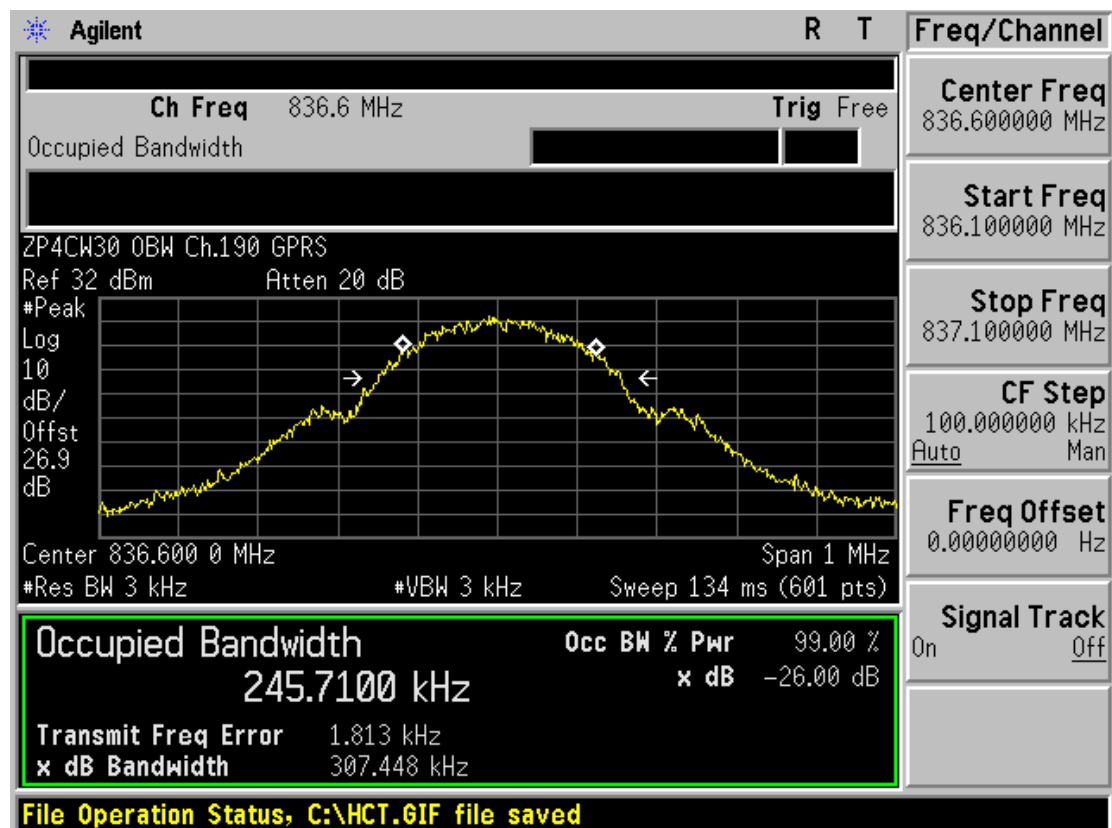 Agilent R T
Ch Freq 836.6 MHz Trig Free
Occupied Bandwidth
ZP4CW30 OBW Ch.190 GPRS
Ref 32 dBm Atten 20 dB
#Peak
Log
10
dB/
Offst
26.9
dB
Center 836.600 0 MHz Span 1 MHz
#Res BW 3 kHz #VBW 3 kHz Sweep 134 ms (601 pts)
Occupied Bandwidth Occ BW % Pwr 99.00 %
245.7100 kHz x dB -26.00 dB
Transmit Freq Error 1.813 kHz
x dB Bandwidth 307.448 kHz
File Operation Status, C:\HCT.GIF file saved
Freq/Channel
Center Freq
836.600000 MHz
Start Freq
836.100000 MHz
Stop Freq
837.100000 MHz
CF Step
100.000000 kHz
Auto Man
Freq Offset
0.00000000 Hz
Signal Track
On Off